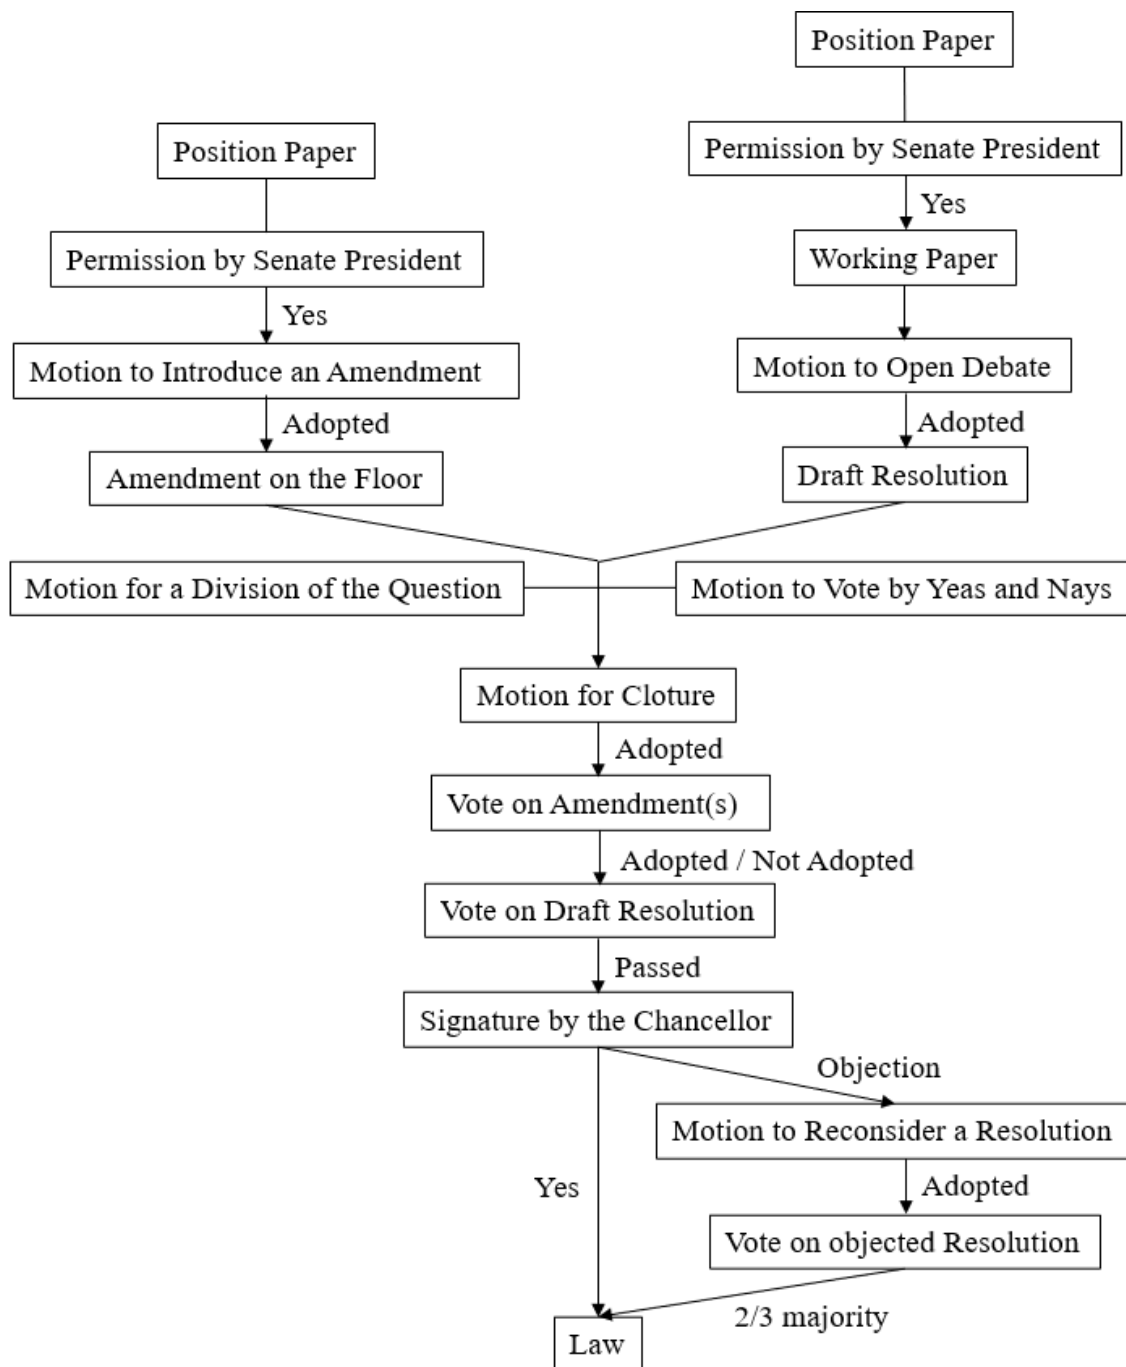 Position Paper
Position Paper
Permission by Senate President
Permission by Senate President
Yes
Working Paper
Yes
Motion to Introduce an Amendment
Motion to Open Debate
Adopted
Adopted
Amendment on the Floor
Draft Resolution
Motion for a Division of the Question
Motion to Vote by Yeas and Nays
Motion for Cloture
Adopted
Vote on Amendment(s)
Adopted / Not Adopted
Vote on Draft Resolution
Passed
Signature by the Chancellor
Objection
Motion to Reconsider a Resolution
Yes
Adopted
Vote on objected Resolution
2/3 majority
Law